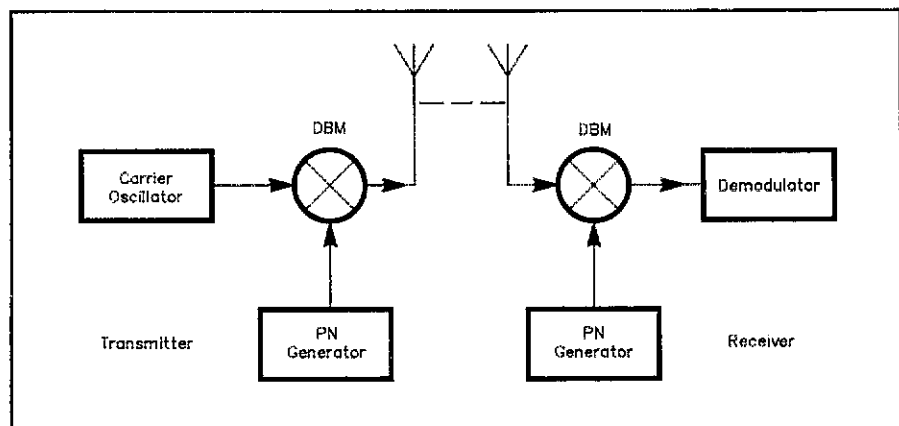 DBM
DBM
Carrier
Oscillator
Demodulator
Transmitter
PN
Generator
PN
Generator
Receiver